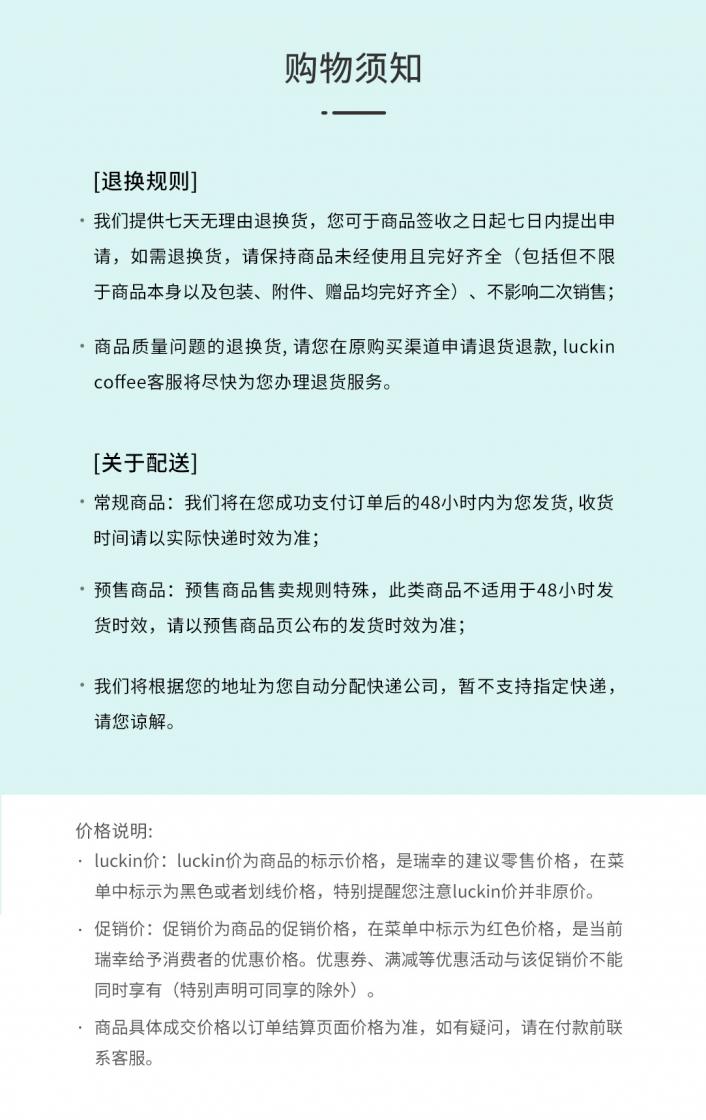 购物须知
[退换规则]
• 我们提供七天无理由退换货，您可于商品签收之日起七日内提出申
请，如需退换货，请保持商品未经使用且完好齐全（包括但不限
于商品本身以及包装、附件、赠品均完好齐全）、不影响二次销售；
• 商品质量问题的退换货, 请您在原购买渠道申请退货退款, luckin
coffee客服将尽快为您办理退货服务。
[关于配送]
• 常规商品：我们将在您成功支付订单后的48小时内为您发货, 收货
时间请以实际快递时效为准；
• 预售商品：预售商品售卖规则特殊，此类商品不适用于48小时发
货时效，请以预售商品页公布的发货时效为准；
• 我们将根据您的地址为您自动分配快递公司，暂不支持指定快递，
请您谅解。
价格说明:
· luckin价：luckin价为商品的标示价格，是瑞幸的建议零售价格，在菜
单中标示为黑色或者划线价格，特别提醒您注意luckin价并非原价。
· 促销价：促销价为商品的促销价格，在菜单中标示为红色价格，是当前
瑞幸给予消费者的优惠价格。优惠券、满减等优惠活动与该促销价不能
同时享有（特别声明可同享的除外）。
· 商品具体成交价格以订单结算页面价格为准，如有疑问，请在付款前联
系客服。